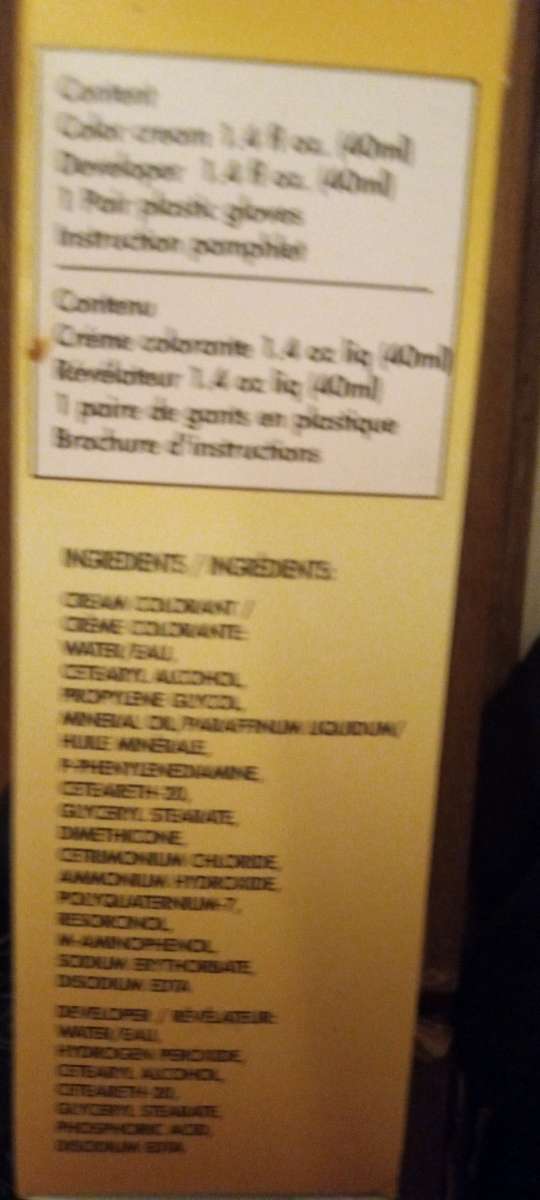 Content:
Color cream 1.4 fl oz. (40ml)
Developer 1.4 fl oz. (40ml)
1 Pair plastic gloves
Instruction pamphlet
Contenu
Crème colorante 1.4 oz liq (40ml)
Révélateur 1.4 oz liq (40ml)
1 paire de gants en plastique
Brochure d'instructions
INGREDIENTS / INGRÉDIENTS:
CREAM COLORANT /
CRÈME COLORANTE:
WATER/EAU,
CETEARYL ALCOHOL,
PROPYLENE GLYCOL,
MINERAL OIL/PARAFFINUM LIQUIDUM/
HUILE MINERALE,
P-PHENYLENEDIAMINE,
CETEARETH-20,
GLYCERYL STEARATE,
DIMETHICONE,
CETRIMONIUM CHLORIDE,
AMMONIUM HYDROXIDE,
POLYQUATERNIUM-7,
RESORCINOL,
M-AMINOPHENOL,
SODIUM ERYTHORBATE,
DISODIUM EDTA
DEVELOPER / RÉVÉLATEUR:
WATER/EAU,
HYDROGEN PEROXIDE,
CETEARYL ALCOHOL,
CETEARETH-20,
GLYCERYL STEARATE,
PHOSPHORIC ACID,
DISODIUM EDTA